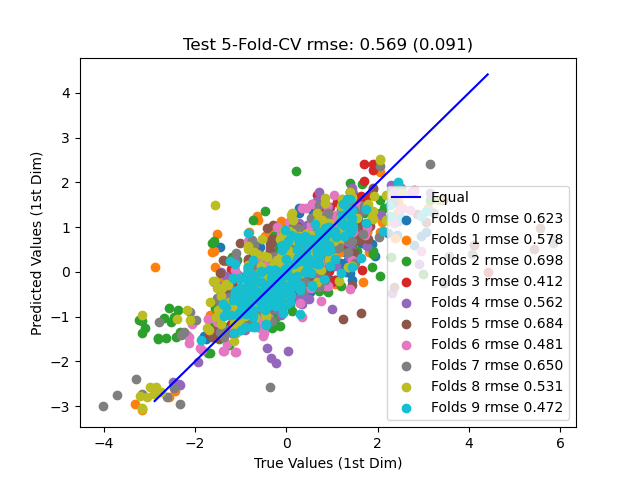 Test 5-Fold-CV rmse: 0.569 (0.091)
Predicted Values (1st Dim)
4
3
2
1
0
−1
−2
−3
Equal
Folds 0 rmse 0.623
Folds 1 rmse 0.578
Folds 2 rmse 0.698
Folds 3 rmse 0.412
Folds 4 rmse 0.562
Folds 5 rmse 0.684
Folds 6 rmse 0.481
Folds 7 rmse 0.650
Folds 8 rmse 0.531
Folds 9 rmse 0.472
−4 −2 0 2 4 6
True Values (1st Dim)